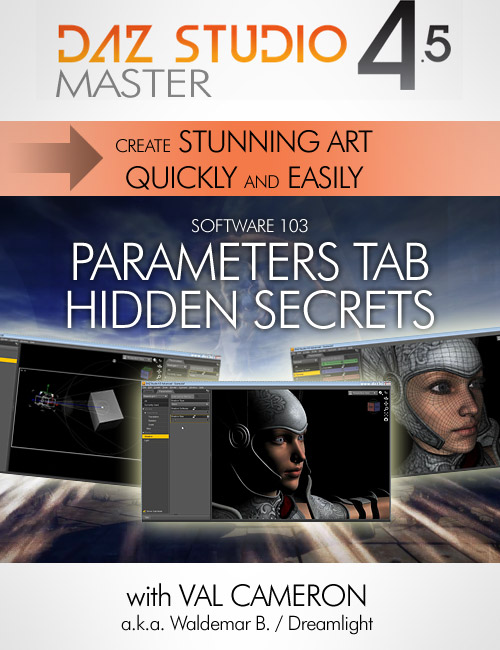 DAZ STUDIO 4.5
MASTER
CREATE STUNNING ART
QUICKLY AND EASILY
SOFTWARE 103
PARAMETERS TAB
HIDDEN SECRETS
with VAL CAMERON
a.k.a. Waldemar B. / Dreamlight